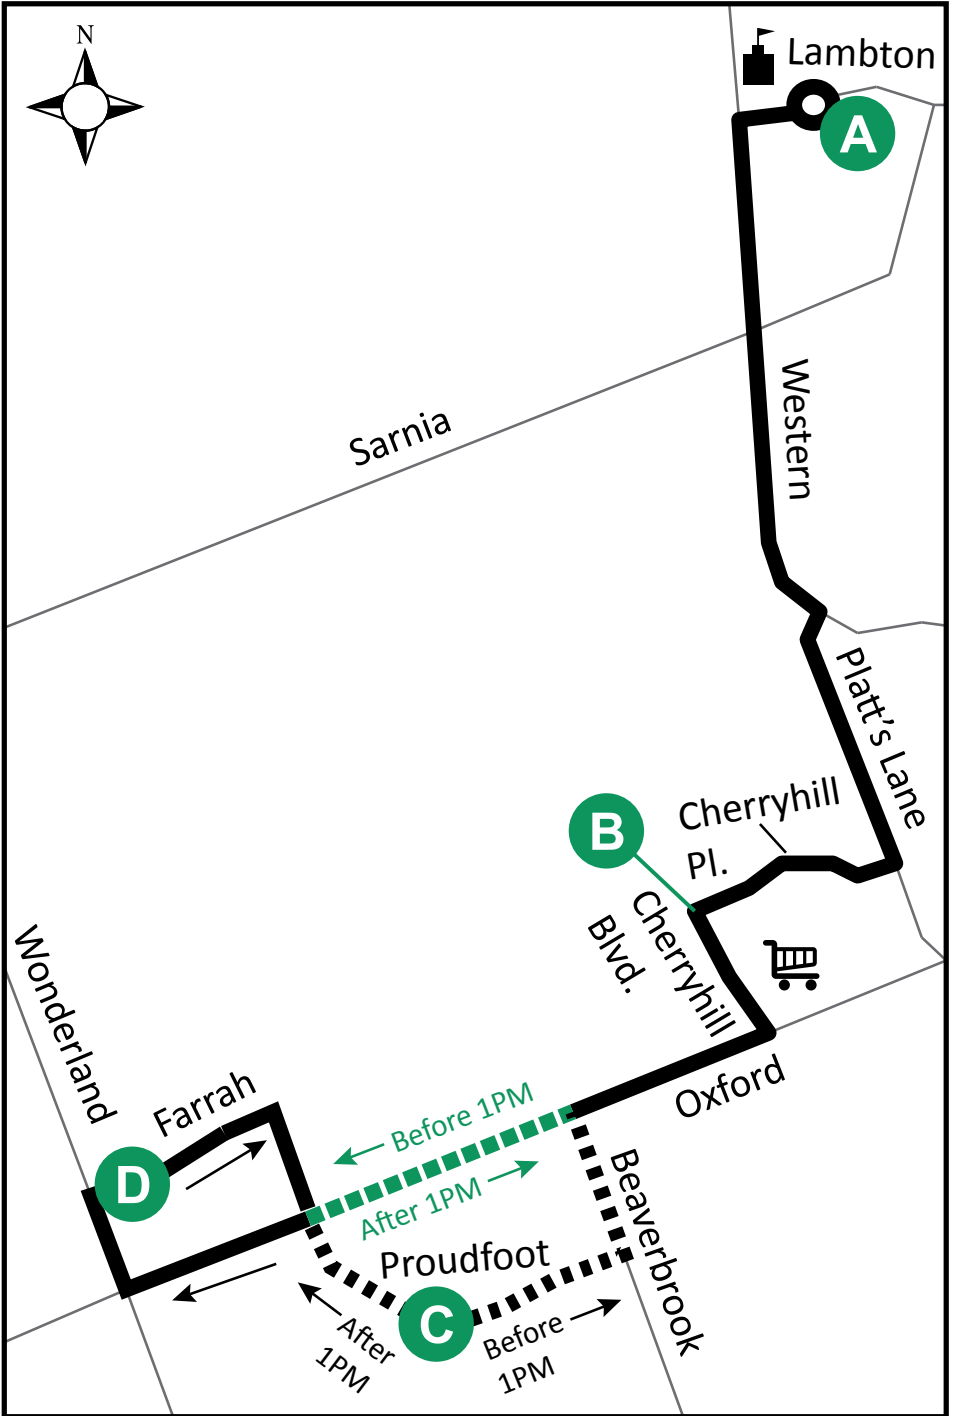 N
Lambton
A
Western
Sarnia
Platt's Lane
Cherryhill
Pl.
B
Cherryhill
Blvd.
Wonderland
Oxford
Farrah
← Before 1PM
After 1PM →
D
Beaverbrook
Proudfoot
C
After
1PM
Before
1PM